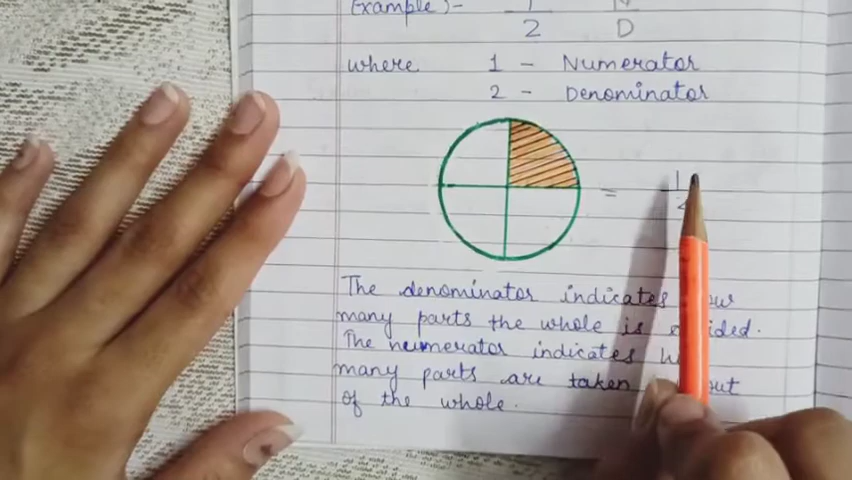 Example :-
2 D
where 1 - Numerator
2 - Denominator
= 1
The denominator indicates
many parts the whole is
The numerator indicates
many parts are taken out
of the whole.